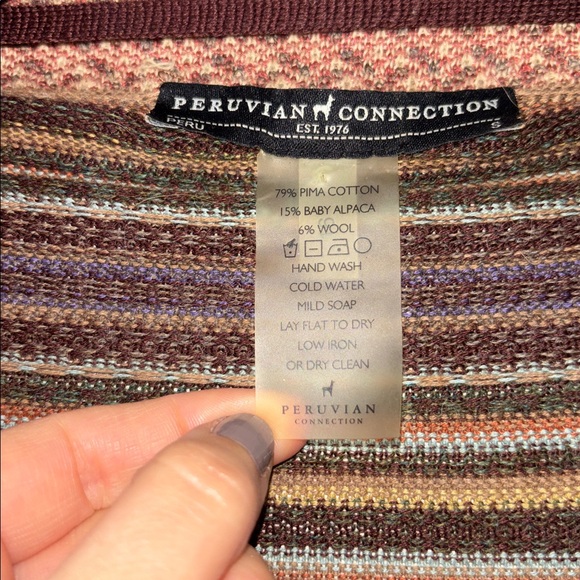 PERUVIAN CONNECTION
PERU EST. 1976 S
79% PIMA COTTON
15% BABY ALPACA
6% WOOL
HAND WASH
COLD WATER
MILD SOAP
LAY FLAT TO DRY
LOW IRON
OR DRY CLEAN
PERUVIAN
CONNECTION